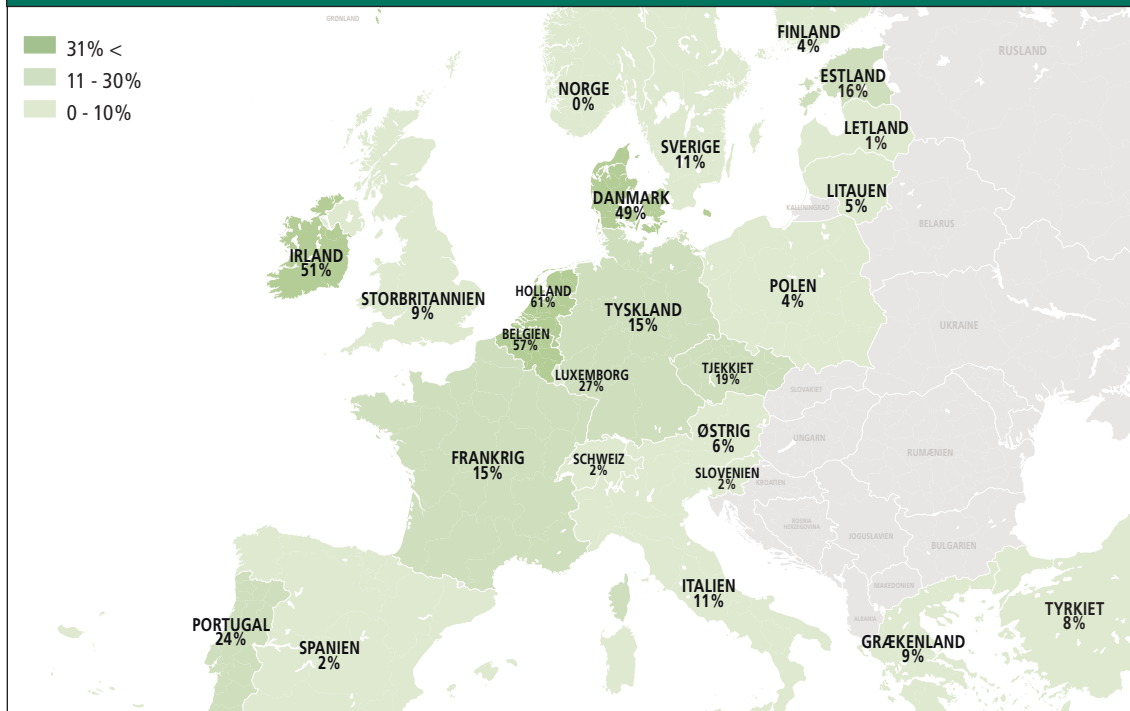 GRØNLAND
31% <
11 - 30%
0 - 10%
FINLAND
4%
RUSLAND
ESTLAND
16%
NORGE
0%
LETLAND
1%
SVERIGE
11%
LITAUEN
5%
DANMARK
49%
KALININGRAD
BELARUS
IRLAND
51%
HOLLAND
61%
STORBRITANNIEN
9%
POLEN
4%
TYSKLAND
15%
UKRAINE
BELGIEN
57%
TJEKKIET
19%
LUXEMBORG
27%
SLOVAKIET
ØSTRIG
6%
UNGARN
FRANKRIG
15%
SCHWEIZ
2%
RUMÆNIEN
SLOVENIEN
2%
KROATIEN
BOSNIA
HERZEGOVINA
JOGUSLAVIEN
BULGARIEN
ITALIEN
11%
MAKEDONIEN
TYRKIET
8%
PORTUGAL
24%
ALBANIA
SPANIEN
2%
GRÆKENLAND
9%